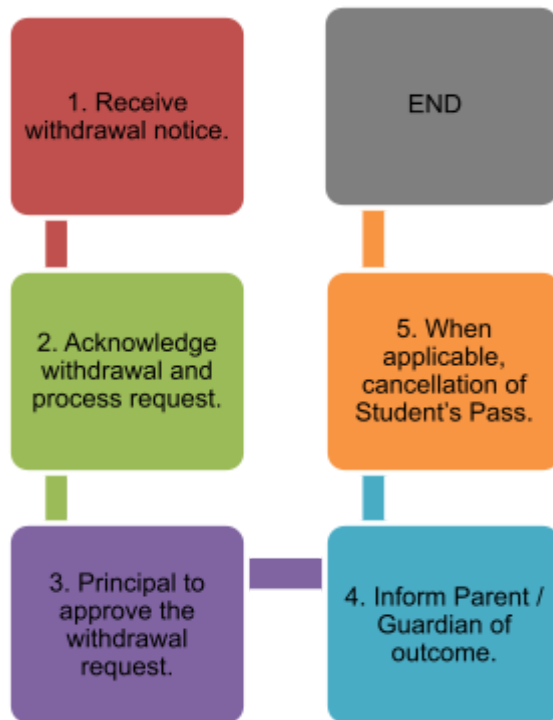 1. Receive
withdrawal notice.
2. Acknowledge
withdrawal and
process request.
3. Principal to
approve the
withdrawal
request.
4. Inform Parent /
Guardian of
outcome.
5. When
applicable,
cancellation of
Student's Pass.
END